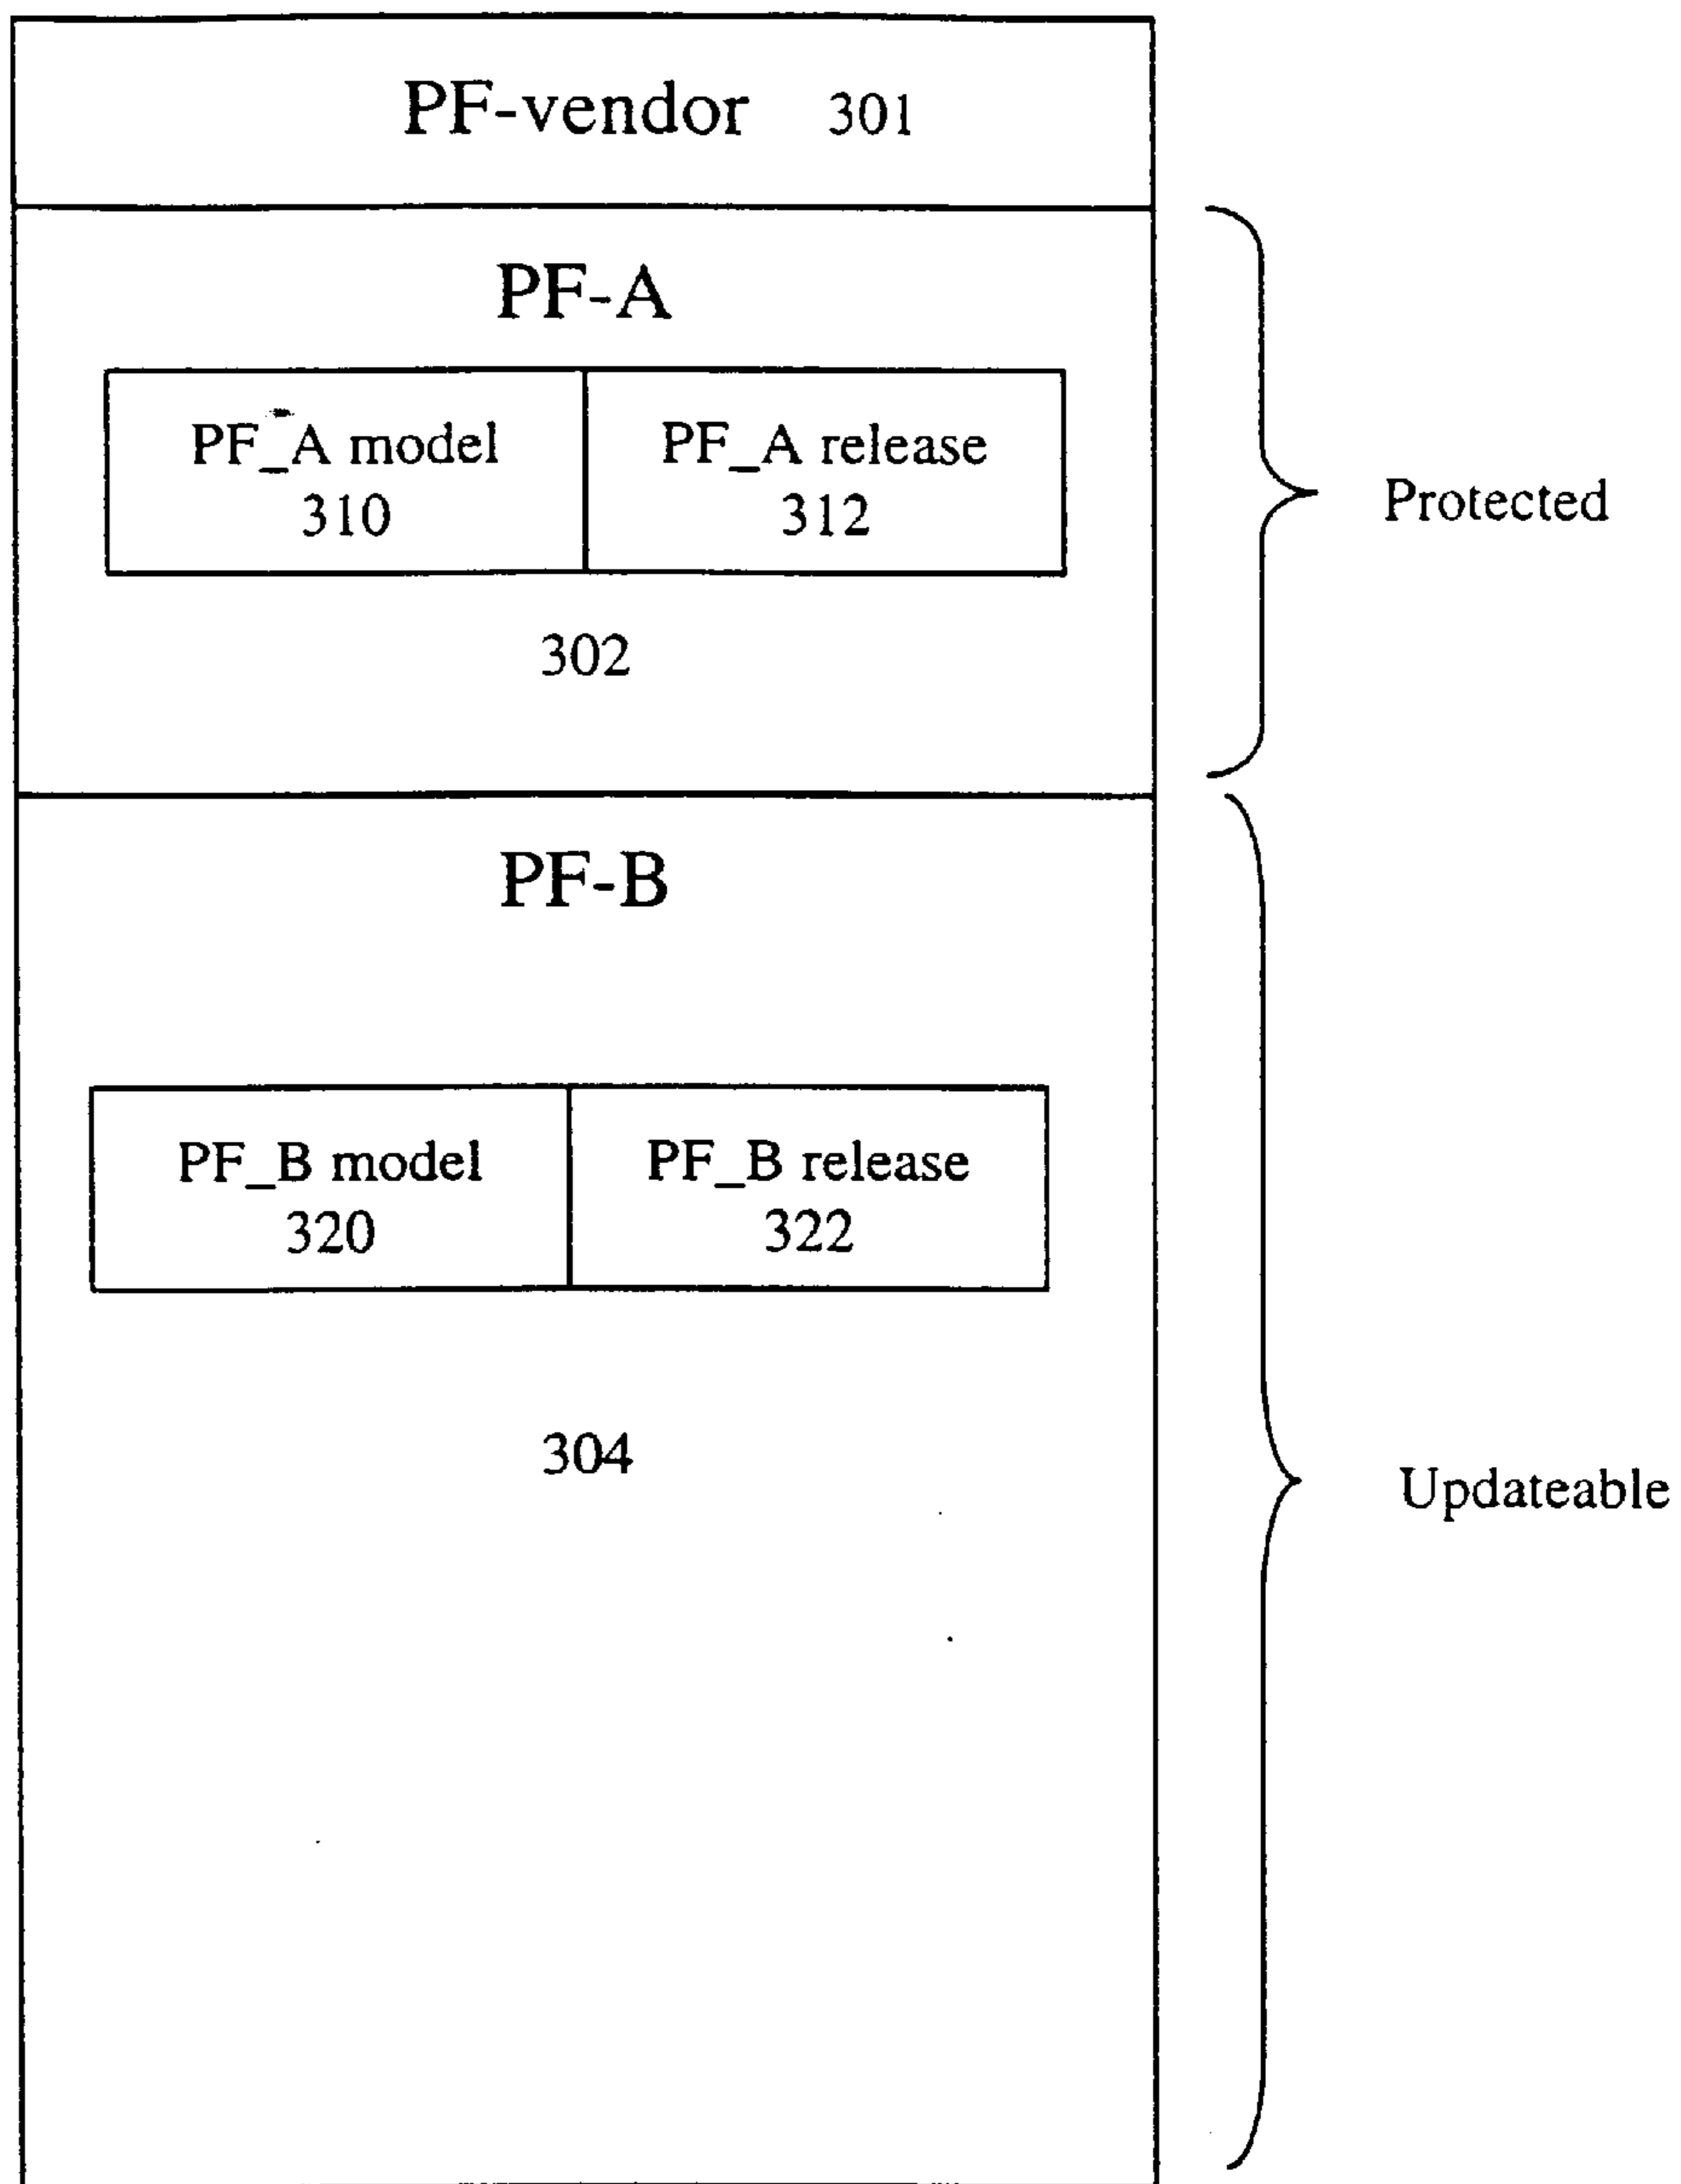 PF-vendor 301
PF-A
PF_A model
310
PF_A release
312
302
Protected
PF-B
PF_B model
320
PF_B release
322
304
Updateable